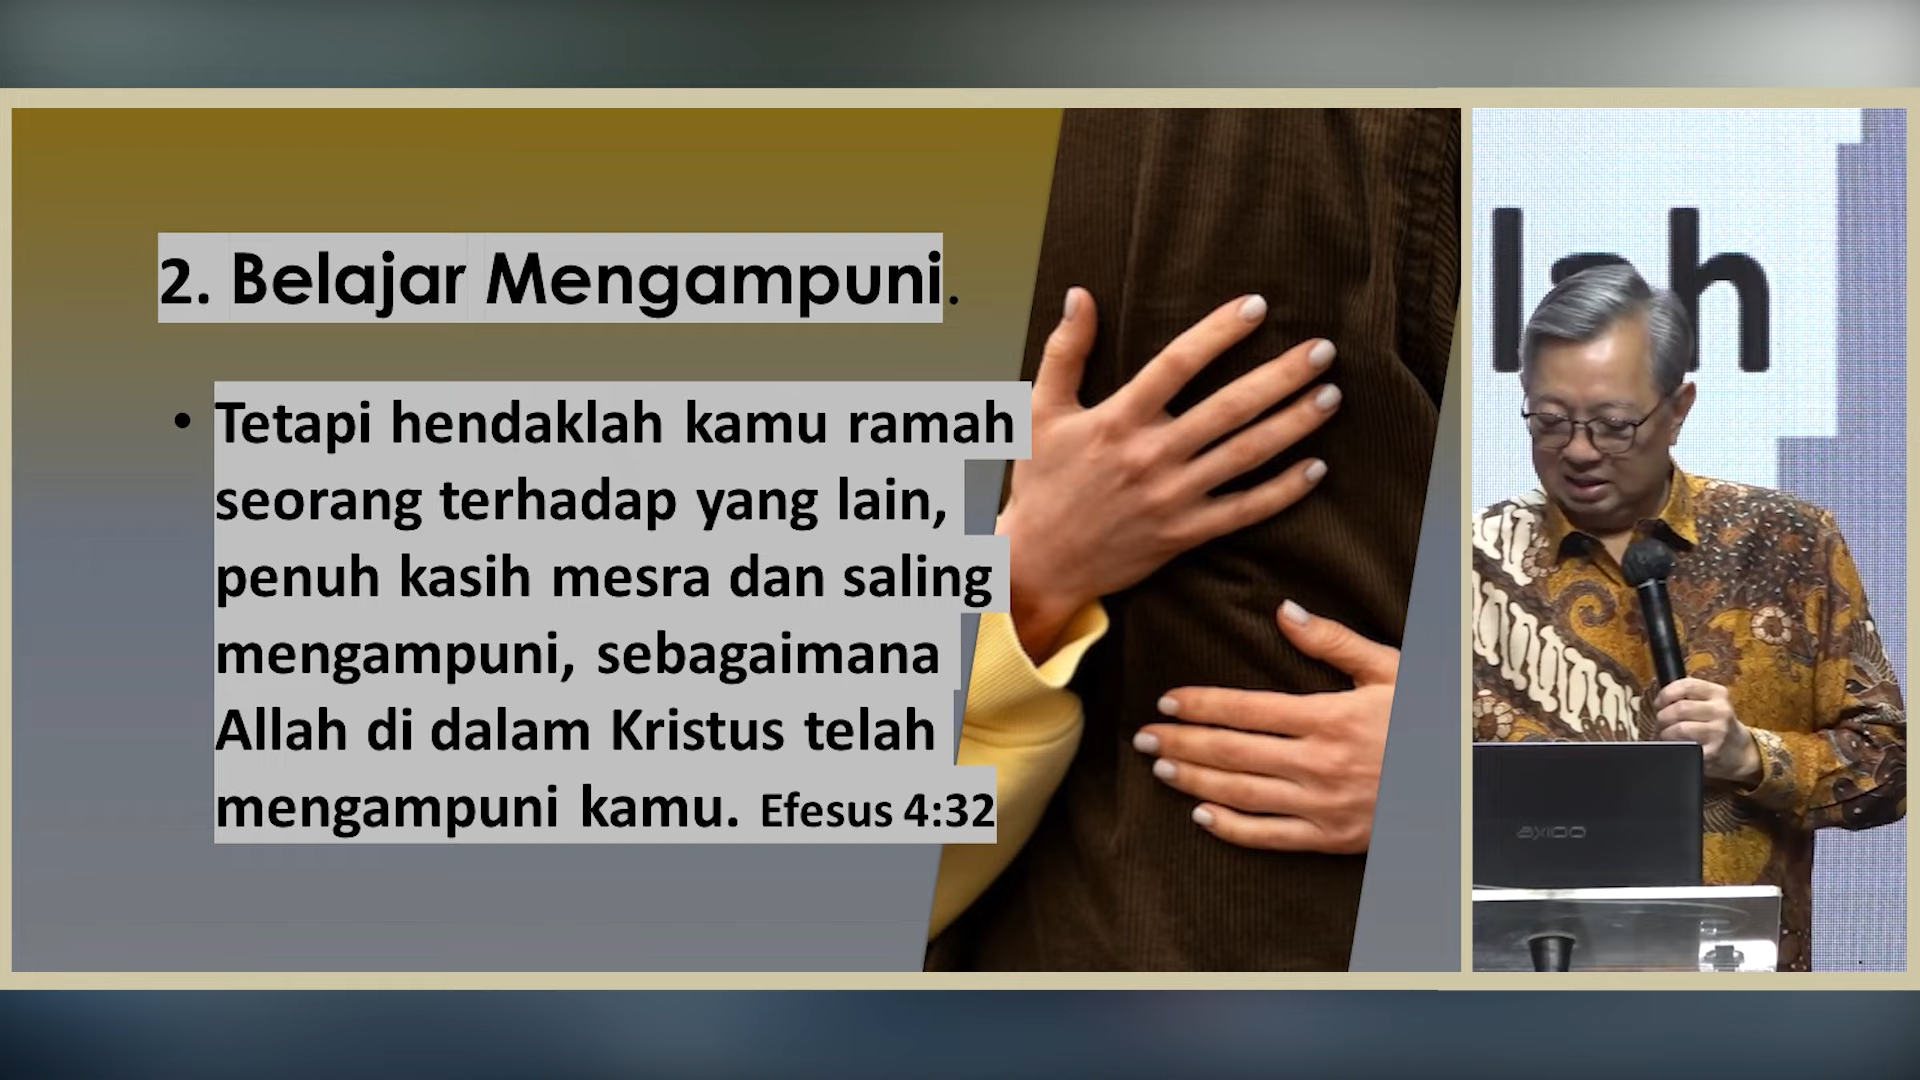 2. Belajar Mengampuni.
• Tetapi hendaklah kamu ramah
seorang terhadap yang lain,
penuh kasih mesra dan saling
mengampuni, sebagaimana
Allah di dalam Kristus telah
mengampuni kamu. Efesus 4:32
lah
AXIOO